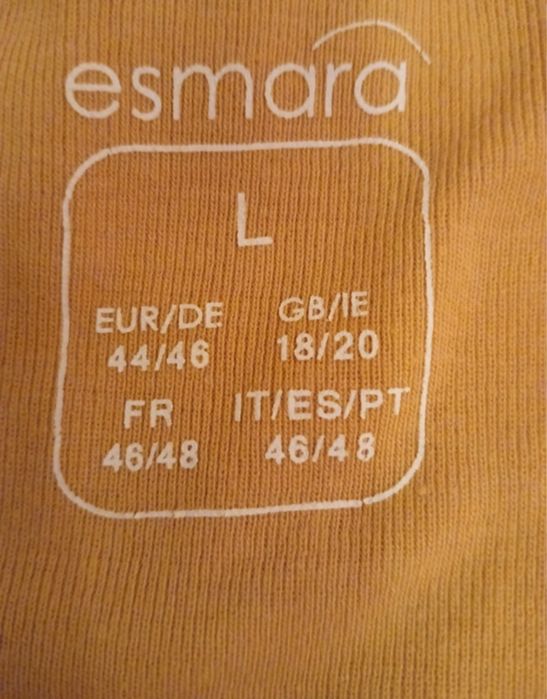 esmara
L
EUR/DE GB/IE
44/46 18/20
FR IT/ES/PT
46/48 46/48